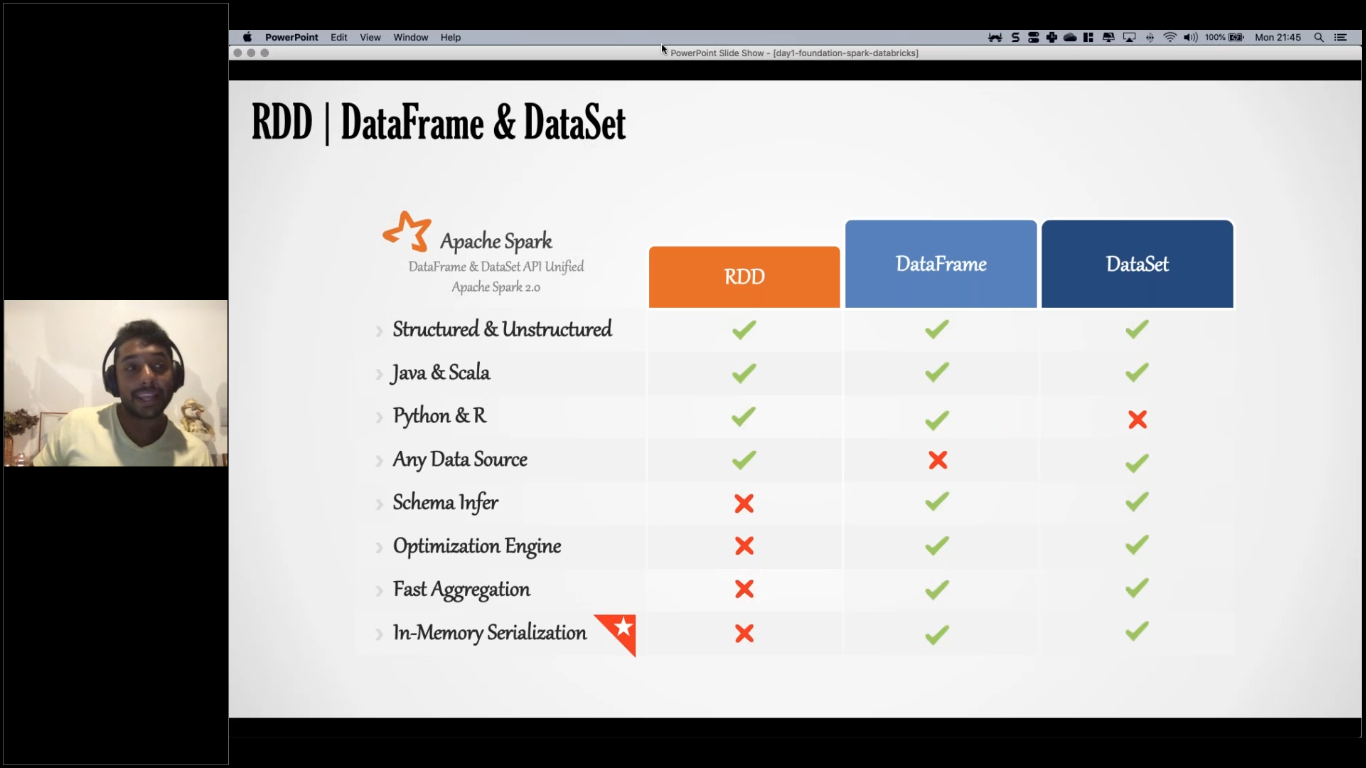 PowerPoint Edit View Window Help 100% Mon 21:45
PowerPoint Slide Show - [day1-foundation-spark-databricks]
RDD | DataFrame & DataSet
Apache Spark
DataFrame & DataSet API Unified
Apache Spark 2.0
RDD
DataFrame
DataSet
Structured & Unstructured
Java & Scala
Python & R
Any Data Source
Schema Infer
Optimization Engine
Fast Aggregation
In-Memory Serialization